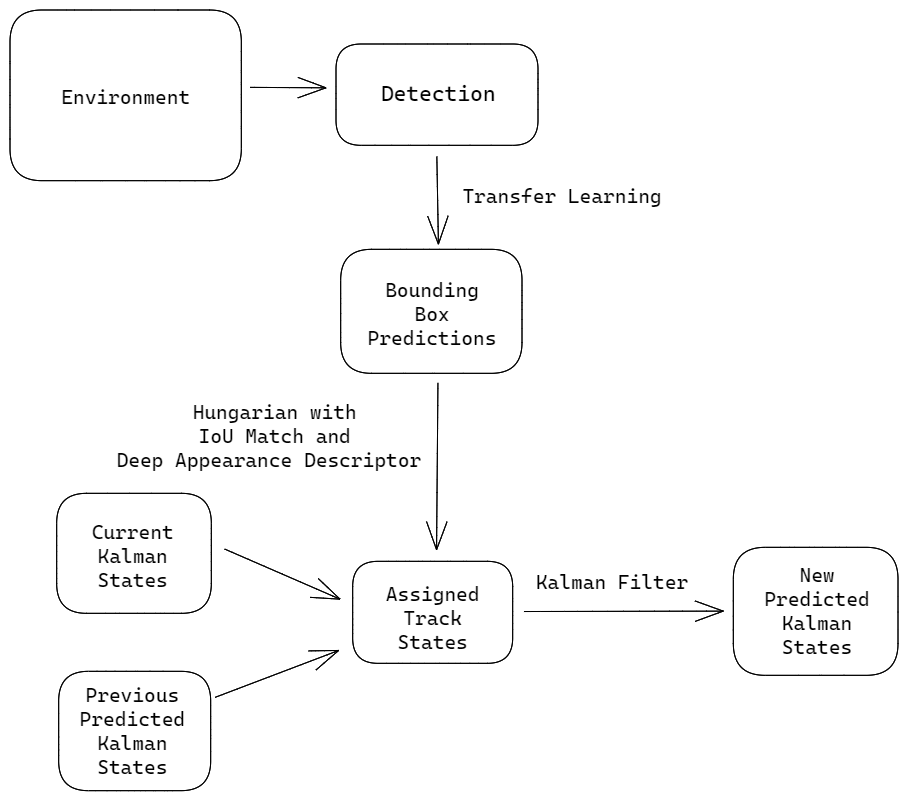 Environment
Detection
Transfer Learning
Bounding
Box
Predictions
Hungarian with
IoU Match and
Deep Appearance Descriptor
Current
Kalman
States
Assigned
Track
States
Kalman Filter
New
Predicted
Kalman
States
Previous
Predicted
Kalman
States